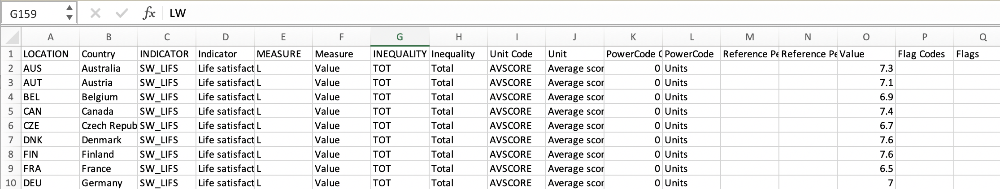 G159 fx LW
A B C D E F G H I J K L M N O P Q
1 LOCATION Country INDICATOR Indicator MEASURE Measure INEQUALITY Inequality Unit Code Unit PowerCode C PowerCode Reference Pe Reference Pe Value Flag Codes Flags
2 AUS Australia SW_LIFS Life satisfact L Value TOT Total AVSCORE Average scor 0 Units 7.3
3 AUT Austria SW_LIFS Life satisfact L Value TOT Total AVSCORE Average scor 0 Units 7.1
4 BEL Belgium SW_LIFS Life satisfact L Value TOT Total AVSCORE Average scor 0 Units 6.9
5 CAN Canada SW_LIFS Life satisfact L Value TOT Total AVSCORE Average scor 0 Units 7.4
6 CZE Czech Repub SW_LIFS Life satisfact L Value TOT Total AVSCORE Average scor 0 Units 6.7
7 DNK Denmark SW_LIFS Life satisfact L Value TOT Total AVSCORE Average scor 0 Units 7.6
8 FIN Finland SW_LIFS Life satisfact L Value TOT Total AVSCORE Average scor 0 Units 7.6
9 FRA France SW_LIFS Life satisfact L Value TOT Total AVSCORE Average scor 0 Units 6.5
10 DEU Germany SW_LIFS Life satisfact L Value TOT Total AVSCORE Average scor 0 Units 7